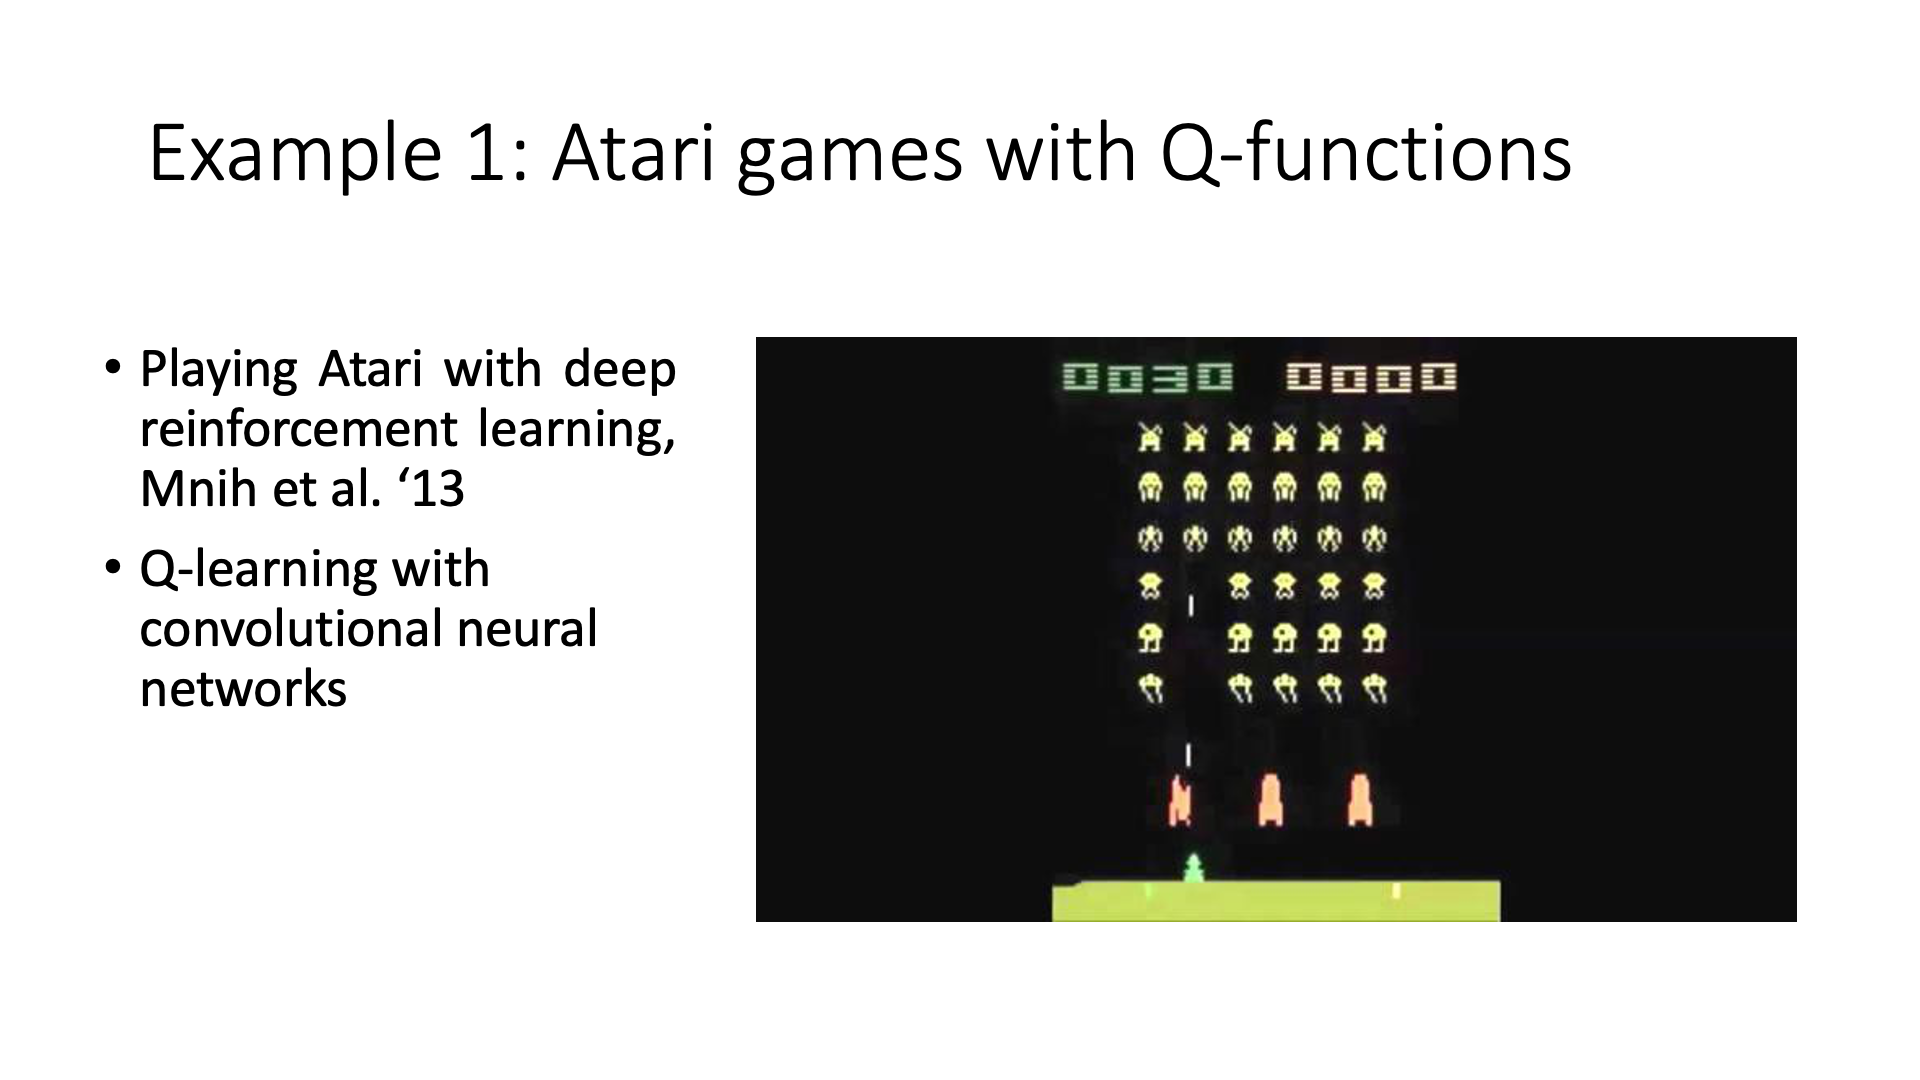 Example 1: Atari games with Q-functions
• Playing Atari with deep
reinforcement learning,
Mnih et al. ‘13
• Q-learning with
convolutional neural
networks
0030 0000